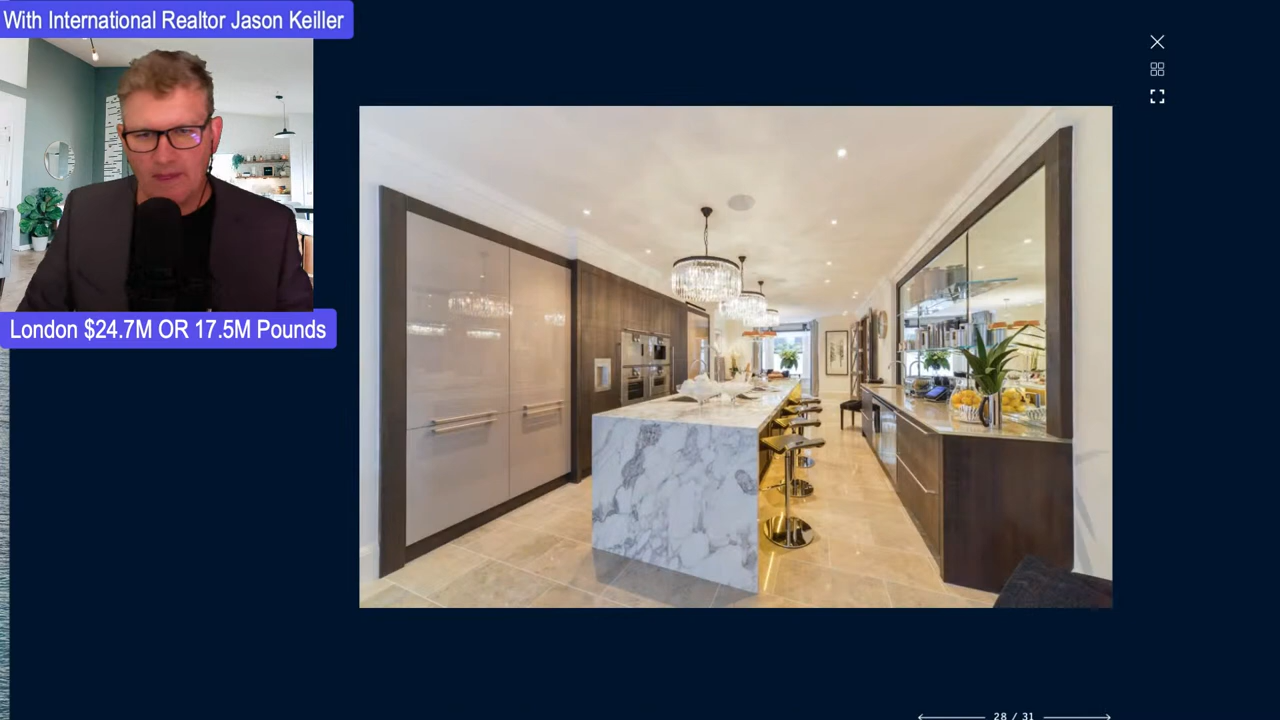 With International Realtor Jason Keiller
London $24.7M OR 17.5M Pounds
28 / 31